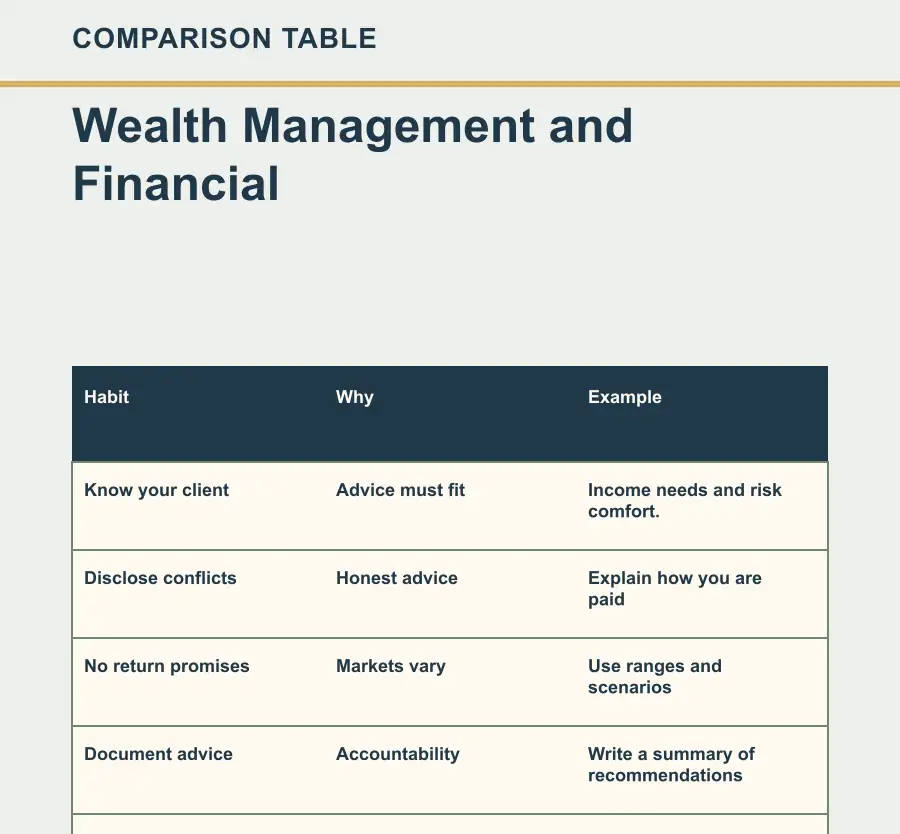 COMPARISON TABLE
Wealth Management and
Financial
Habit Why Example
Know your client Advice must fit Income needs and risk
comfort.
Disclose conflicts Honest advice Explain how you are
paid
No return promises Markets vary Use ranges and
scenarios
Document advice Accountability Write a summary of
recommendations